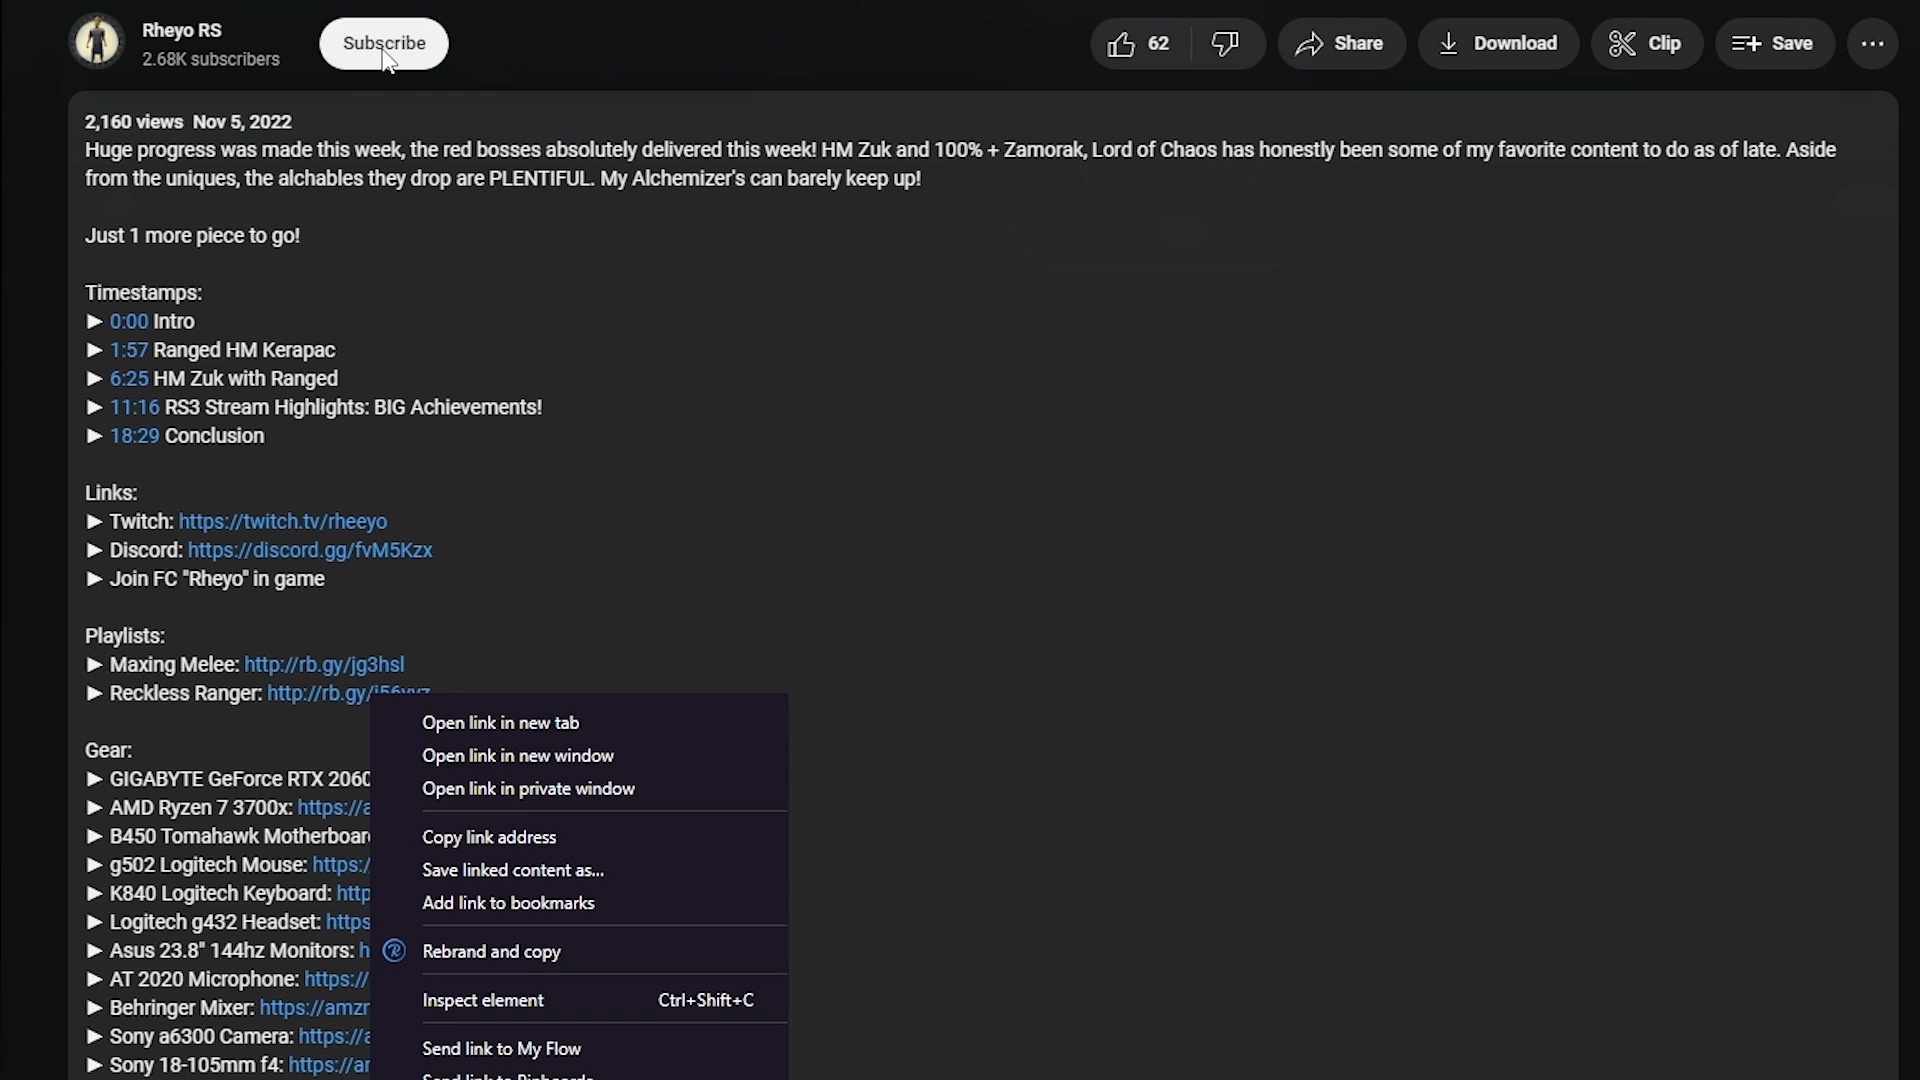 Rheyo RS
2.68K subscribers
Subscribe
62
Share
Download
Clip
Save
2,160 views Nov 5, 2022
Huge progress was made this week, the red bosses absolutely delivered this week! HM Zuk and 100% + Zamorak, Lord of Chaos has honestly been some of my favorite content to do as of late. Aside
from the uniques, the alchables they drop are PLENTIFUL. My Alchemizer's can barely keep up!
Just 1 more piece to go!
Timestamps:
▶ 0:00 Intro
▶ 1:57 Ranged HM Kerapac
▶ 6:25 HM Zuk with Ranged
▶ 11:16 RS3 Stream Highlights: BIG Achievements!
▶ 18:29 Conclusion
Links:
▶ Twitch: https://twitch.tv/rheeyo
▶ Discord: https://discord.gg/fvM5Kzx
▶ Join FC "Rheyo" in game
Playlists:
▶ Maxing Melee: http://rb.gy/jg3hsl
▶ Reckless Ranger: http://rb.gy/
Gear:
▶ GIGABYTE GeForce RTX 2060
▶ AMD Ryzen 7 3700x: https://a
▶ B450 Tomahawk Motherboard
▶ g502 Logitech Mouse: https:/
▶ K840 Logitech Keyboard: http
▶ Logitech g432 Headset: https
▶ Asus 23.8" 144hz Monitors: h
▶ AT 2020 Microphone: https://
▶ Behringer Mixer: https://amzr
▶ Sony a6300 Camera: https://a
▶ Sony 18-105mm f4: https://ar
Open link in new tab
Open link in new window
Open link in private window
Copy link address
Save linked content as...
Add link to bookmarks
Rebrand and copy
Inspect element Ctrl+Shift+C
Send link to My Flow